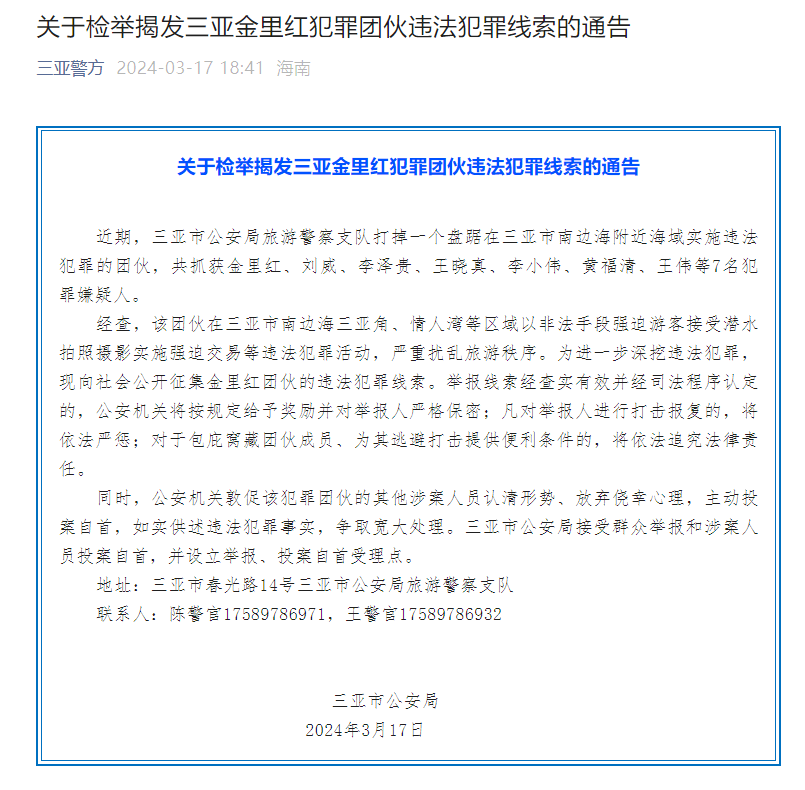 关于检举揭发三亚金里红犯罪团伙违法犯罪线索的通告
三亚警方 2024-03-17 18:41 海南
关于检举揭发三亚金里红犯罪团伙违法犯罪线索的通告
近期，三亚市公安局旅游警察支队打掉一个盘踞在三亚市南边海附近海域实施违法
犯罪的团伙，共抓获金里红、刘威、李泽贵、王晓真、李小伟、黄福清、王伟等7名犯
罪嫌疑人。
经查，该团伙在三亚市南边海三亚角、情人湾等区域以非法手段强迫游客接受潜水
拍照摄影实施强迫交易等违法犯罪活动，严重扰乱旅游秩序。为进一步深挖违法犯罪，
现向社会公开征集金里红团伙的违法犯罪线索。举报线索经查实有效并经司法程序认定
的，公安机关将按规定给予奖励并对举报人严格保密；凡对举报人进行打击报复的，将
依法严惩；对于包庇窝藏团伙成员、为其逃避打击提供便利条件的，将依法追究法律责
任。
同时，公安机关敦促该犯罪团伙的其他涉案人员认清形势、放弃侥幸心理，主动投
案自首，如实供述违法犯罪事实，争取宽大处理。三亚市公安局接受群众举报和涉案人
员投案自首，并设立举报、投案自首受理点。
地址：三亚市春光路14号三亚市公安局旅游警察支队
联系人：陈警官17589786971，王警官17589786932
三亚市公安局
2024年3月17日